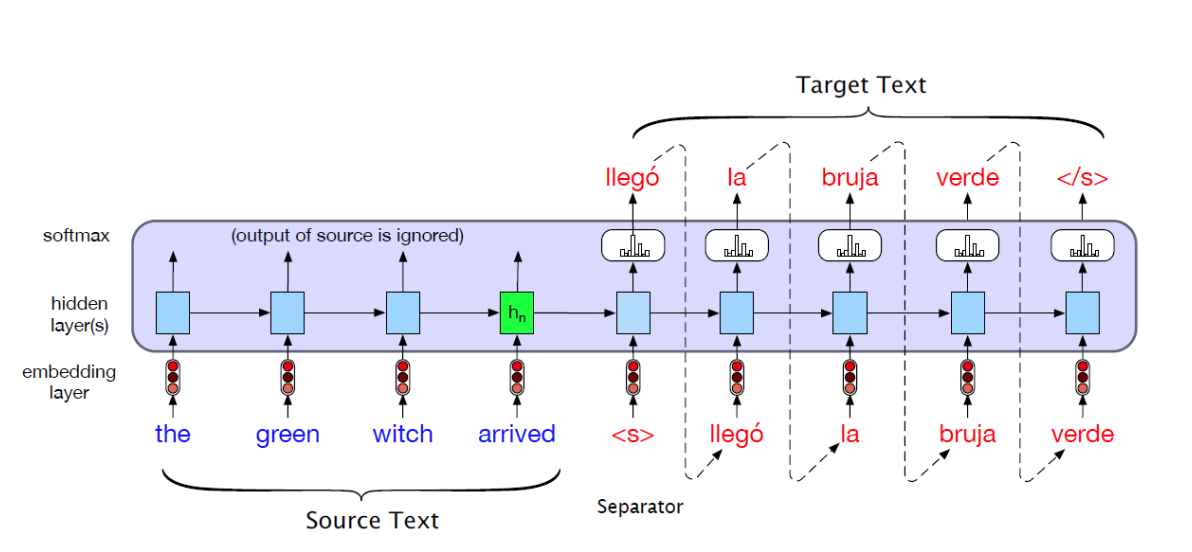 Target Text
llegó la bruja verde </s>
softmax (output of source is ignored)
hidden
layer(s)
hn
embedding
layer
the green witch arrived <s> llegó la bruja verde
Separator
Source Text